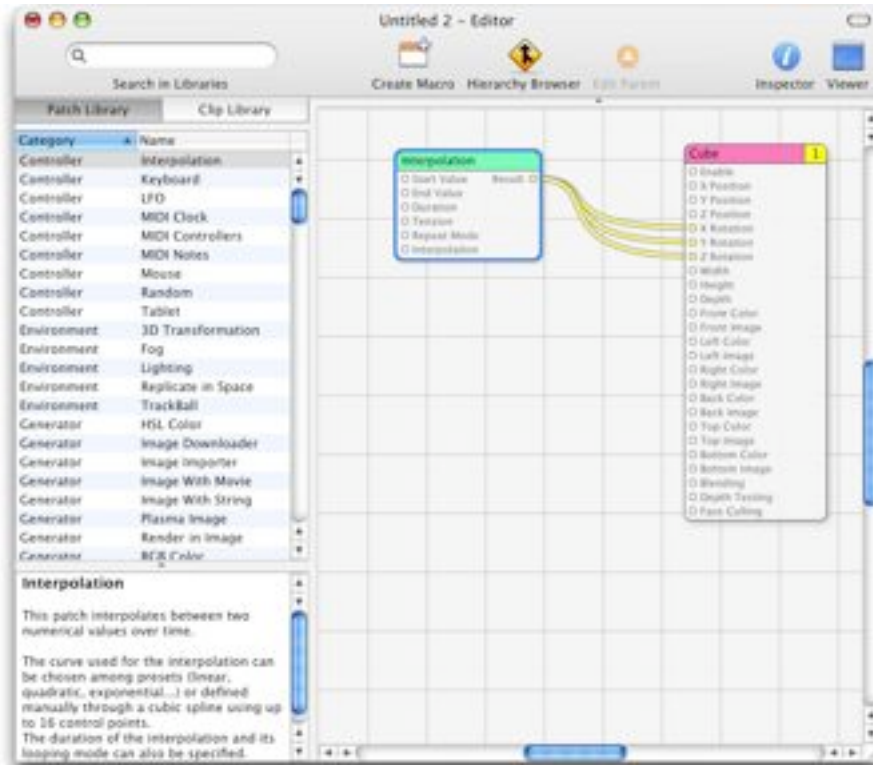 Untitled 2 – Editor
Search in Libraries
Create Macro
Hierarchy Browser
Edit Parent
Inspector
Viewer
Patch Library
Clip Library
Category
Name
Controller Interpolation
Controller Keyboard
Controller LFO
Controller MIDI Clock
Controller MIDI Controllers
Controller MIDI Notes
Controller Mouse
Controller Random
Controller Tablet
Environment 3D Transformation
Environment Fog
Environment Lighting
Environment Replicate in Space
Environment TrackBall
Generator HSL Color
Generator Image Downloader
Generator Image Importer
Generator Image With Movie
Generator Image With String
Generator Plasma Image
Generator Render in Image
Generator RGB Color
Interpolation
This patch interpolates between two
numerical values over time.
The curve used for the interpolation can
be chosen among presets (linear,
quadratic, exponential...) or defined
manually through a cubic spline using up
to 16 control points.
The duration of the interpolation and its
looping mode can also be specified.
Interpolation
Start Value Result
End Value
Duration
Tension
Repeat Mode
Interpolation
Cube 1
Enable
X Position
Y Position
Z Position
X Rotation
Y Rotation
Z Rotation
Width
Height
Depth
Front Color
Front Image
Left Color
Left Image
Right Color
Right Image
Back Color
Back Image
Top Color
Top Image
Bottom Color
Bottom Image
Blending
Depth Testing
Face Culling